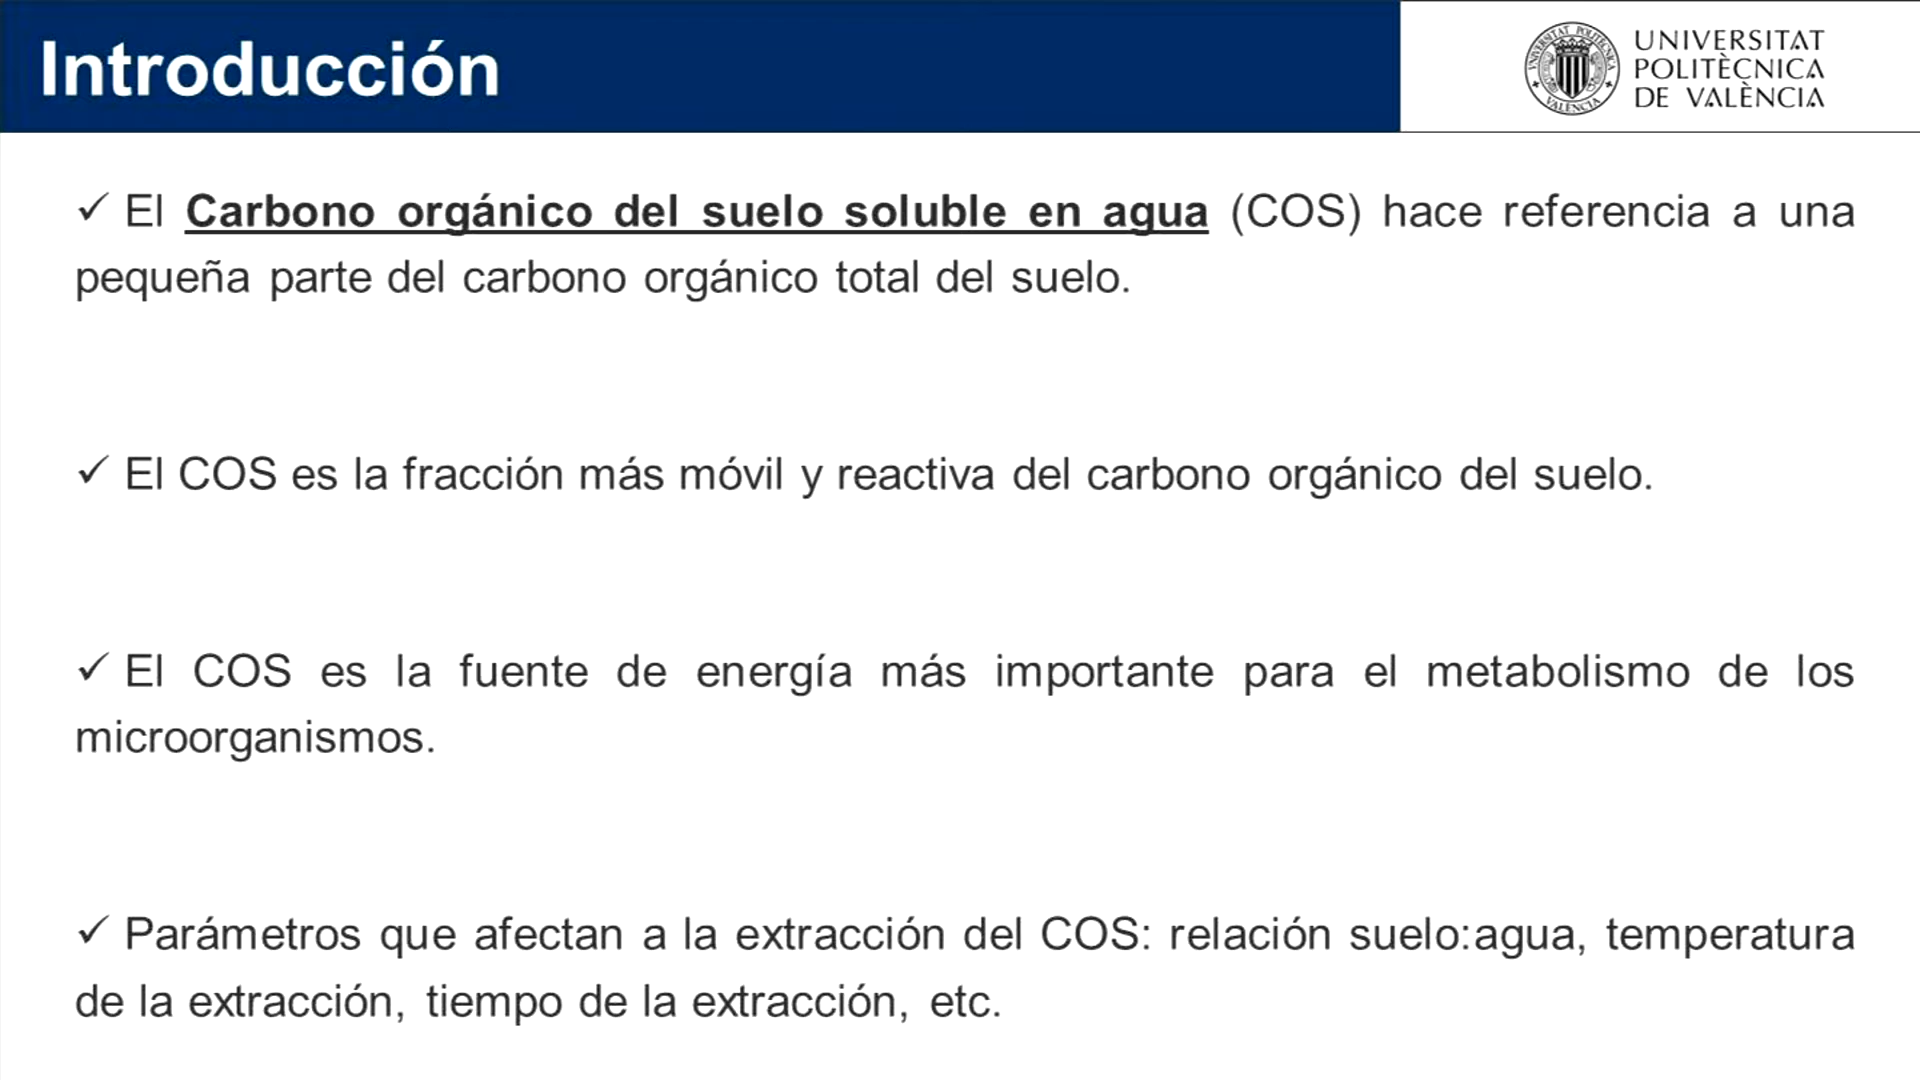 Introducción
UNIVERSITAT
POLITÈCNICA
DE VALÈNCIA
✓ El Carbono orgánico del suelo soluble en agua (COS) hace referencia a una
pequeña parte del carbono orgánico total del suelo.
✓ El COS es la fracción más móvil y reactiva del carbono orgánico del suelo.
✓ El COS es la fuente de energía más importante para el metabolismo de los
microorganismos.
✓ Parámetros que afectan a la extracción del COS: relación suelo:agua, temperatura
de la extracción, tiempo de la extracción, etc.